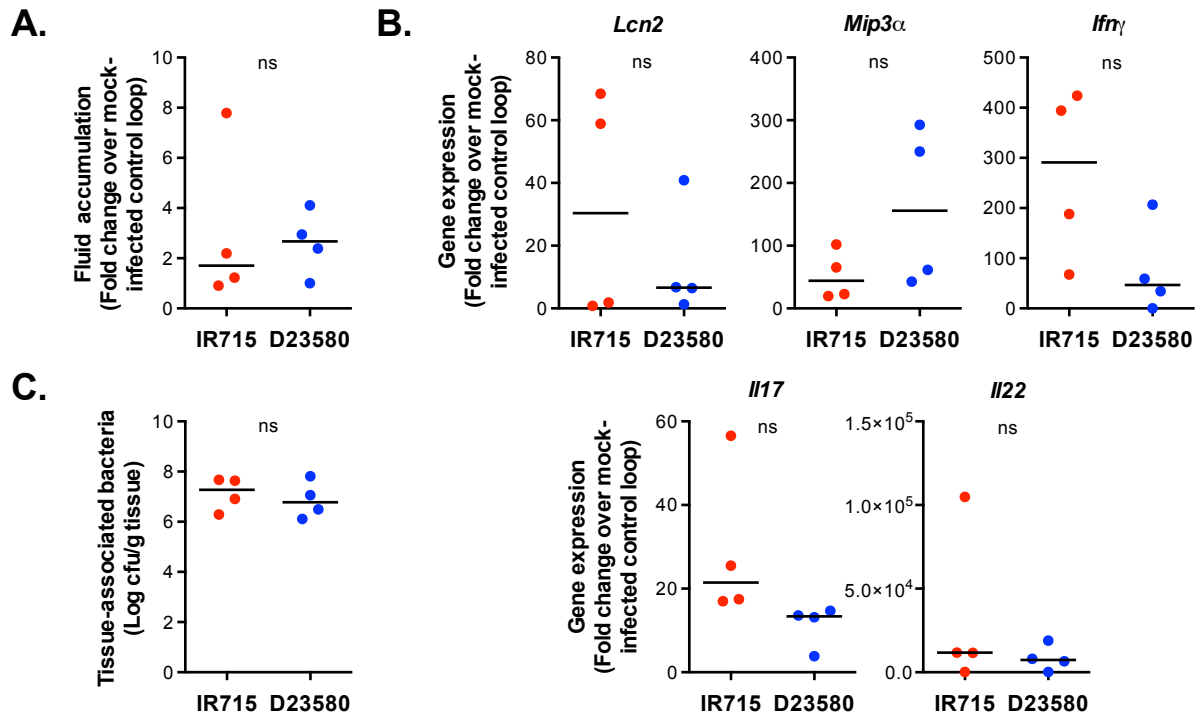 A.
Fluid accumulation
(Fold change over mock-
infected control loop)
10
8
6
4
2
0
ns
IR715 D23580
B.
Gene expression
(Fold change over mock-
infected control loop)
Lcn2
80
60
40
20
0
ns
IR715 D23580
Mip3α
400
300
200
100
0
ns
IR715 D23580
Ifnγ
500
400
300
200
100
0
ns
IR715 D23580
C.
Tissue-associated bacteria
(Log cfu/g tissue)
10
8
6
4
2
0
ns
IR715 D23580
Gene expression
(Fold change over mock-
infected control loop)
Il17
60
40
20
0
ns
IR715 D23580
Il22
1.5×10⁵
1.0×10⁵
5.0×10⁴
0.0
ns
IR715 D23580